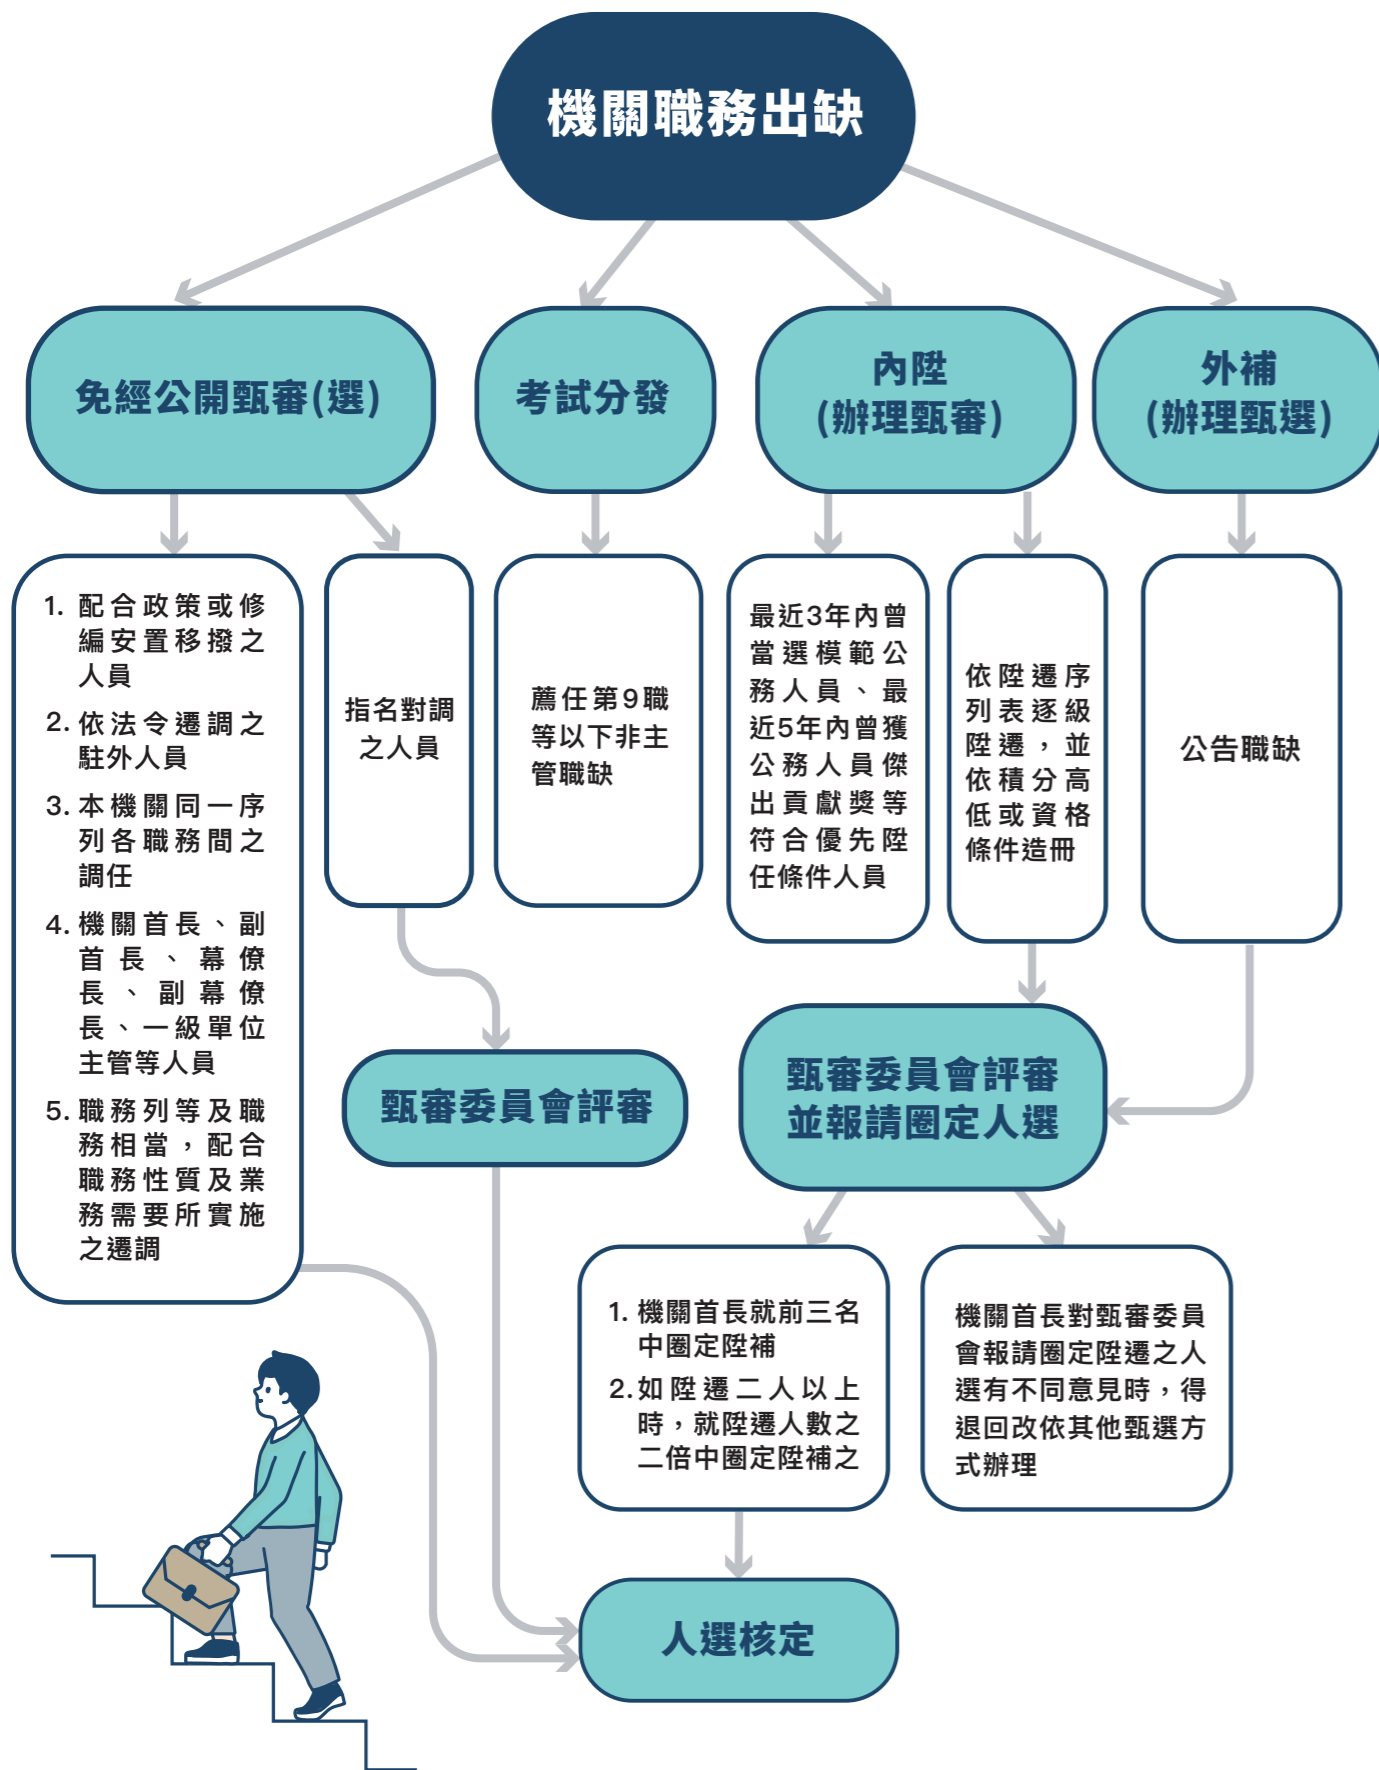 機關職務出缺
免經公開甄審(選)
考試分發
內陞
(辦理甄審)
外補
(辦理甄選)
1. 配合政策或修
編安置移撥之
人員
2. 依法令遷調之
駐外人員
3. 本機關同一序
列各職務間之
調任
4. 機關首長、副
首長、幕僚
長、副幕僚
長、一級單位
主管等人員
5. 職務列等及職
務相當，配合
職務性質及業
務需要所實施
之遷調
指名對調
之人員
薦任第9職
等以下非主
管職缺
最近3年內曾
當選模範公
務人員、最
近5年內曾獲
公務人員傑
出貢獻獎等
符合優先陞
任條件人員
依陞遷序
列表逐級
陞遷，並
依積分高
低或資格
條件造冊
公告職缺
甄審委員會評審
甄審委員會評審
並報請圈定人選
1. 機關首長就前三名
中圈定陞補
2. 如陞遷二人以上
時，就陞遷人數之
二倍中圈定陞補之
機關首長對甄審委員
會報請圈定陞遷之人
選有不同意見時，得
退回改依其他甄選方
式辦理
人選核定